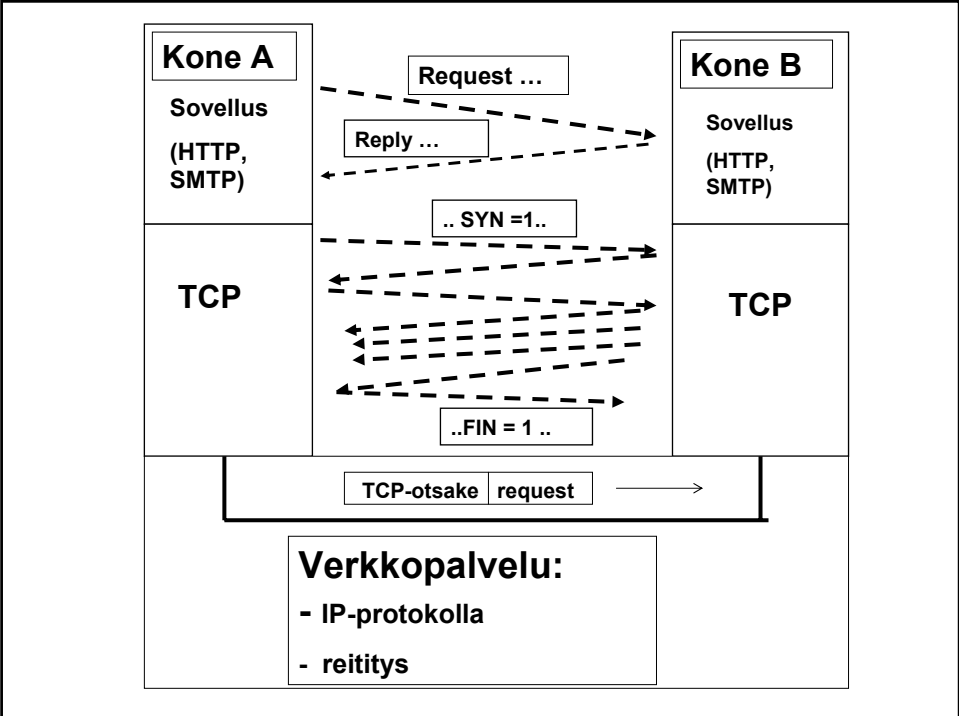 Kone A
Sovellus
(HTTP,
SMTP)
Request …
Reply …
Kone B
Sovellus
(HTTP,
SMTP)
.. SYN =1..
TCP
TCP
..FIN = 1 ..
TCP-otsake request
Verkkopalvelu:
- IP-protokolla
- reititys